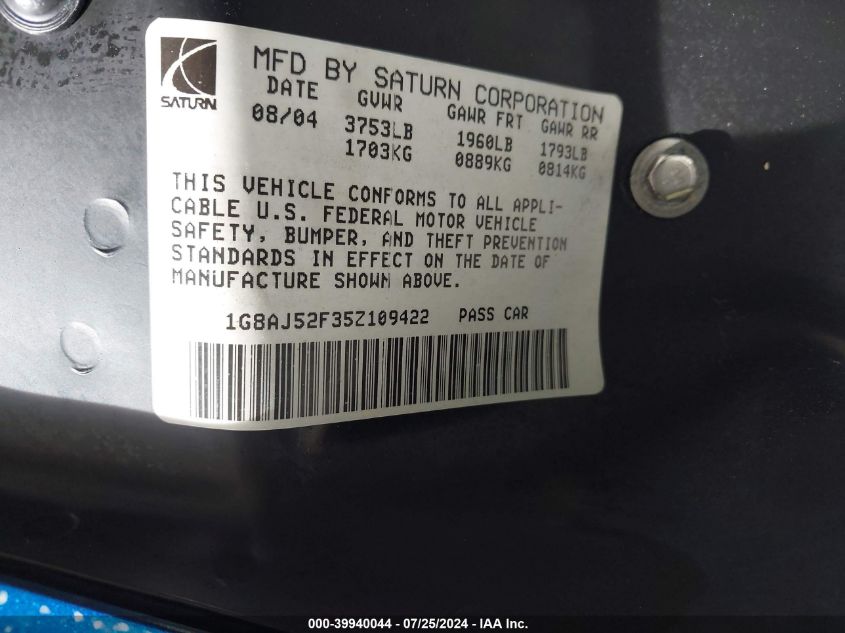 SATURN
MFD BY SATURN CORPORATION
DATE GVWR GAWR FRT GAWR RR
08/04 3753LB 1960LB 1793LB
1703KG 0889KG 0814KG
THIS VEHICLE CONFORMS TO ALL APPLI-
CABLE U.S. FEDERAL MOTOR VEHICLE
SAFETY, BUMPER, AND THEFT PREVENTION
STANDARDS IN EFFECT ON THE DATE OF
MANUFACTURE SHOWN ABOVE.
1G8AJ52F35Z109422 PASS CAR
000-39940044 - 07/25/2024 - IAA Inc.